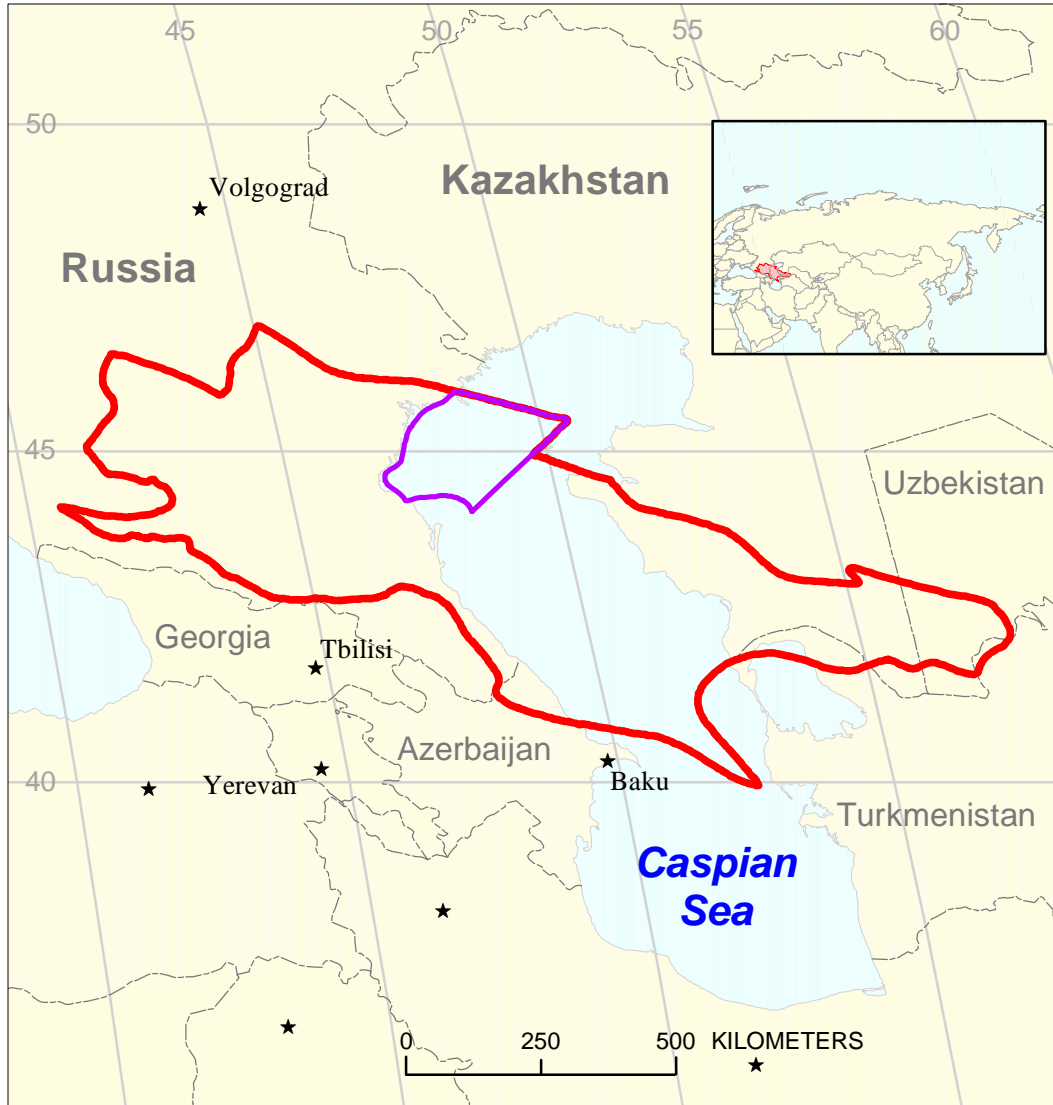 45 50 55 60
50
Volgograd
Kazakhstan
Russia
45
Uzbekistan
Georgia
Tbilisi
Azerbaijan
Yerevan
40
Baku
Turkmenistan
Caspian
Sea
0 250 500 KILOMETERS